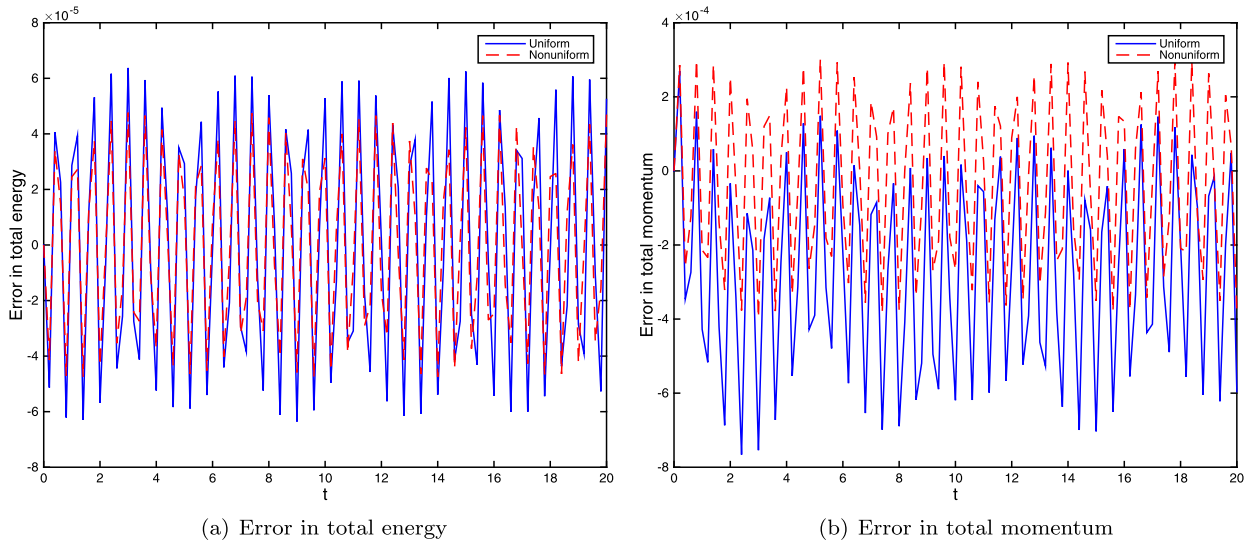 ×10⁻⁵
8
6
4
2
0
-2
-4
-6
-8
Error in total energy
0 2 4 6 8 10 12 14 16 18 20
t
Uniform
Nonuniform
(a) Error in total energy
×10⁻⁴
4
2
0
-2
-4
-6
-8
Error in total momentum
0 2 4 6 8 10 12 14 16 18 20
t
Uniform
Nonuniform
(b) Error in total momentum